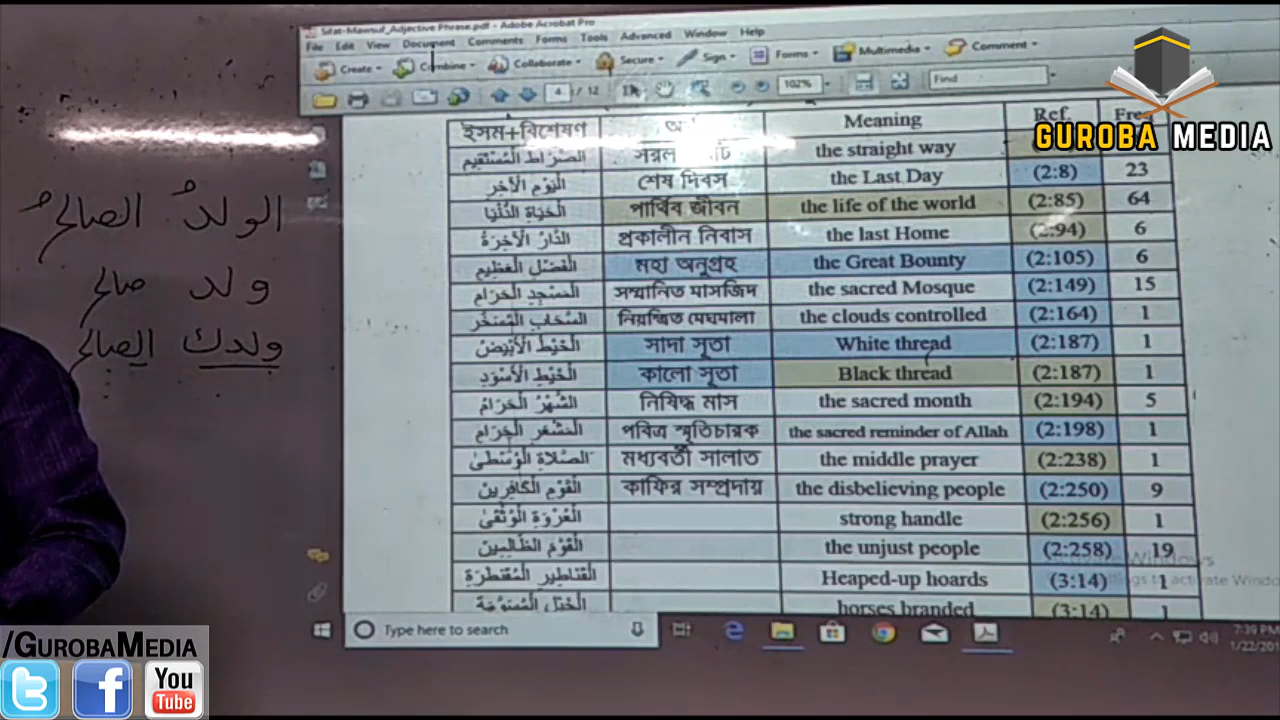 Sifat-Mawsuf_Adjective Phrase.pdf - Adobe Acrobat Pro
File Edit View Document Comments Forms Tools Advanced Window Help
Create Combine Collaborate Secure Sign Forms Multimedia Comment
4 / 12 102% Find
GUROBA MEDIA
ইসম+বিশেষণ Meaning Ref.
الصِّرَاطَ الْمُسْتَقِيمَ the straight way
الْيَوْمِ الْآخِرِ শেষ দিবস the Last Day (2:8) 23
الْحَيَاةِ الدُّنْيَا পার্থিব জীবন the life of the world (2:85) 64
الدَّارُ الْآخِرَةُ প্রকালীন নিবাস the last Home (2:94) 6
الْفَضْلِ الْعَظِيمِ মহা অনুগ্রহ the Great Bounty (2:105) 6
الْمَسْجِدِ الْحَرَامِ সম্মানিত মাসজিদ the sacred Mosque (2:149) 15
السَّحَابِ الْمُسَخَّرِ নিয়ন্ত্রিত মেঘমালা the clouds controlled (2:164) 1
الْخَيْطُ الْأَبْيَضُ সাদা সূতা White thread (2:187) 1
الْخَيْطِ الْأَسْوَدِ কালো সূতা Black thread (2:187) 1
الشَّهْرُ الْحَرَامُ নিষিদ্ধ মাস the sacred month (2:194) 5
الْمَشْعَرِ الْحَرَامِ পবিত্র স্মৃতিচারক the sacred reminder of Allah (2:198) 1
الصَّلَاةِ الْوُسْطَىٰ মধ্যবর্তী সালাত the middle prayer (2:238) 1
الْقَوْمِ الْكَافِرِينَ কাফির সম্প্রদায় the disbelieving people (2:250) 9
الْعُرْوَةِ الْوُثْقَىٰ strong handle (2:256) 1
الْقَوْمَ الظَّالِمِينَ the unjust people (2:258) 19
الْقَنَاطِيرِ الْمُقَنطَرَةِ Heaped-up hoards (3:14) 1
الْخَيْلِ الْمُسَوَّمَةِ horses branded (3:14) 1
الولدُ الصالحُ
ولد صالح
ولدك الصالح
Type here to search
7:39 PM
/GUROBAMEDIA
You
Tube